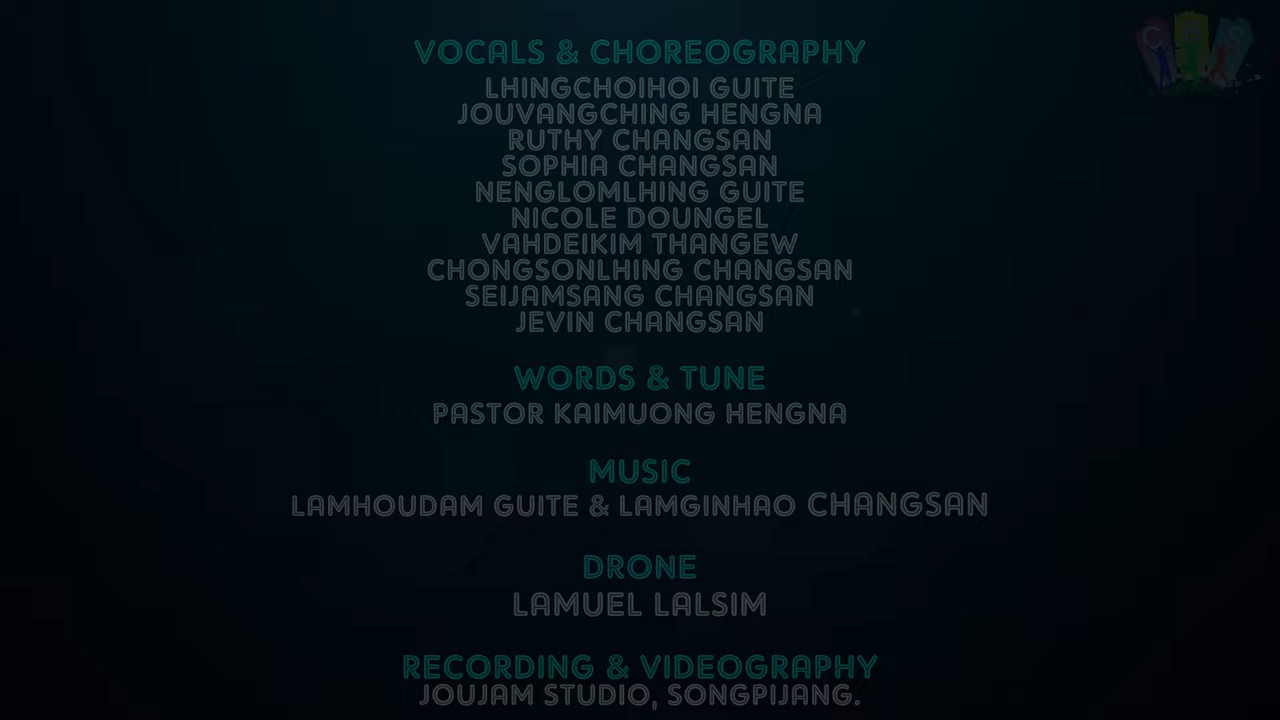 VOCALS & CHOREOGRAPHY
LHINGCHOIHOI GUITE
JOUVANGCHING HENGNA
RUTHY CHANGSAN
SOPHIA CHANGSAN
NENGLOMLHING GUITE
NICOLE DOUNGEL
VAHDEIKIM THANGEW
CHONGSONLHING CHANGSAN
SEIJAMSANG CHANGSAN
JEVIN CHANGSAN
WORDS & TUNE
PASTOR KAIMUONG HENGNA
MUSIC
LAMHOUDAM GUITE & LAMGINHAO CHANGSAN
DRONE
LAMUEL LALSIM
RECORDING & VIDEOGRAPHY
JOUJAM STUDIO, SONGPIJANG.